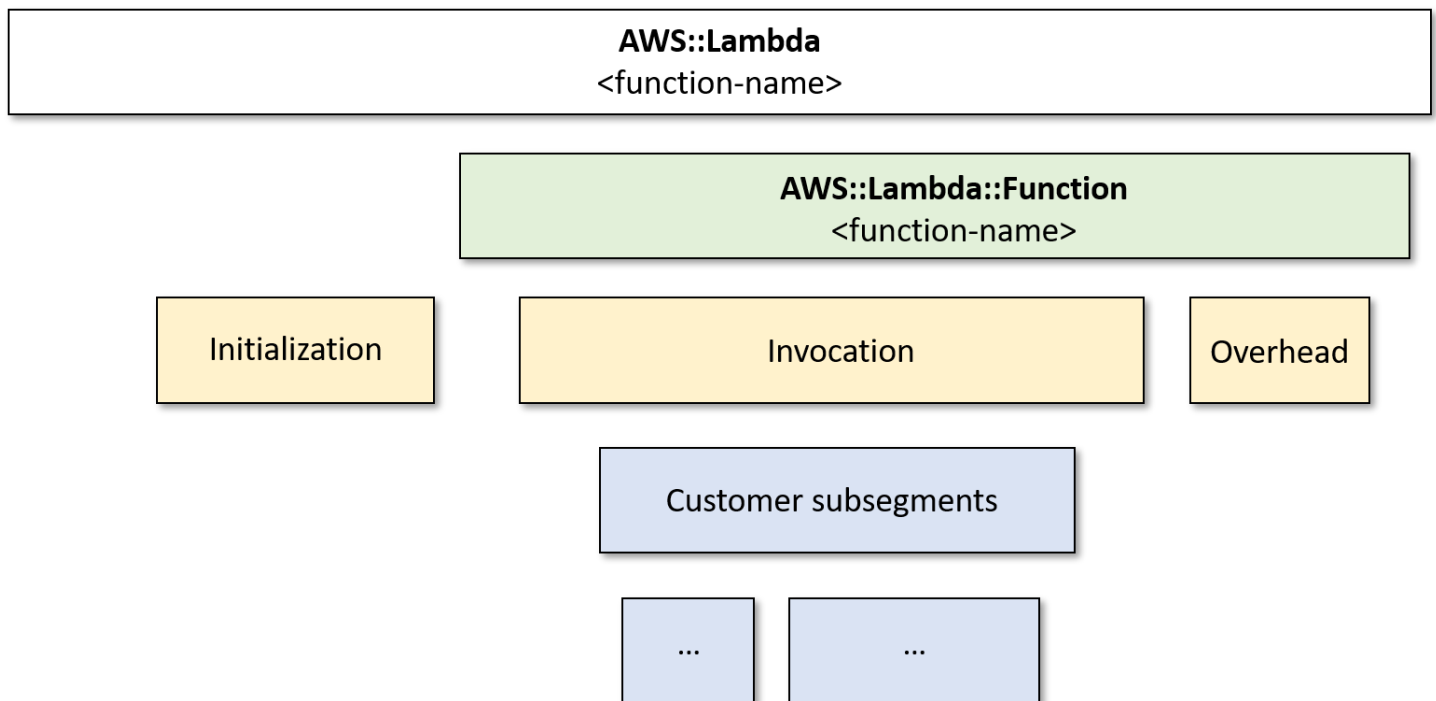 AWS::Lambda
<function-name>
AWS::Lambda::Function
<function-name>
Initialization
Invocation
Overhead
Customer subsegments
...
...